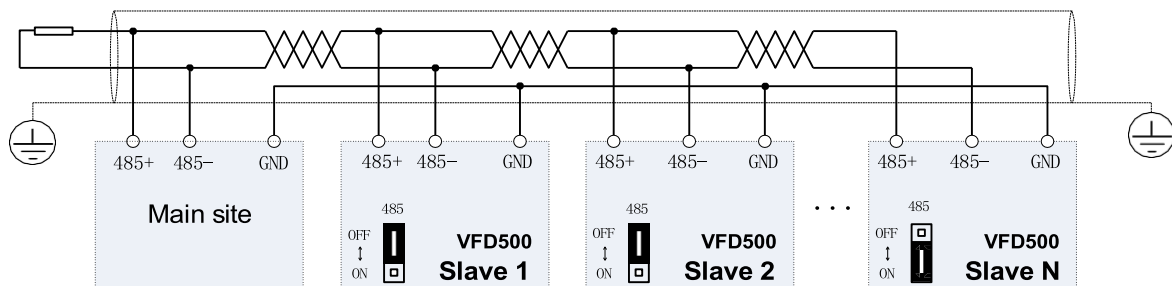 485+ 485- GND
485+ 485- GND
485+ 485- GND
485+ 485- GND
Main site
485
OFF
ON
VFD500
Slave 1
485
OFF
ON
VFD500
Slave 2
...
485
OFF
ON
VFD500
Slave N